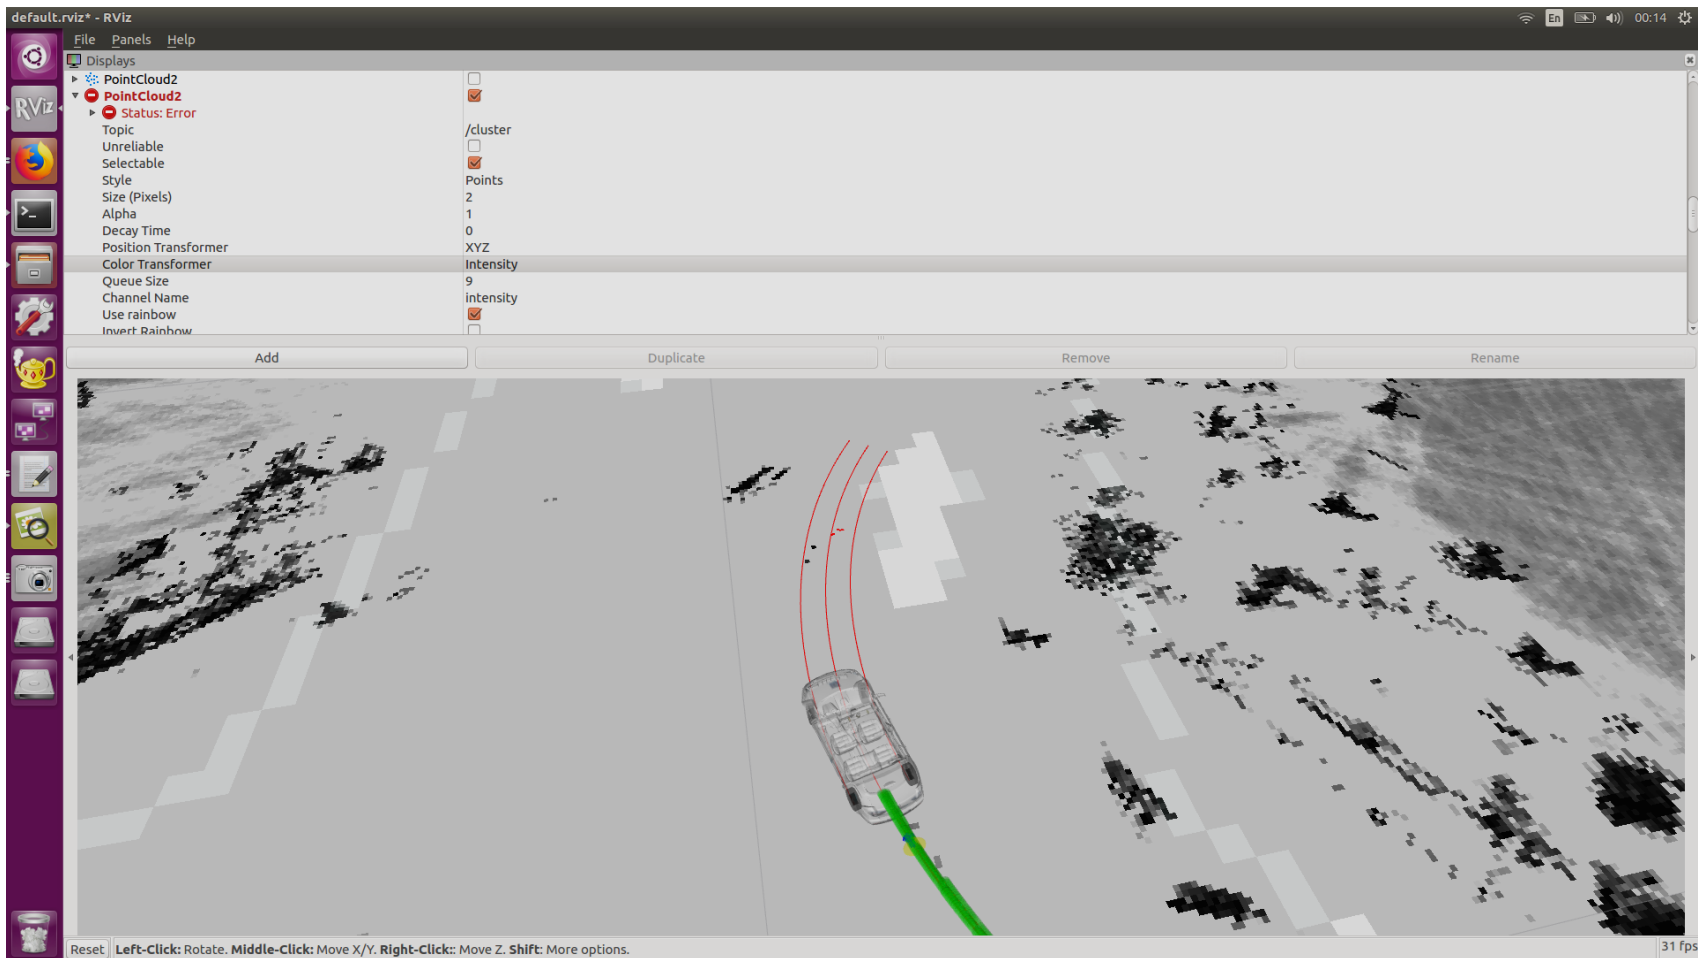 default.rviz* - RViz
En
00:14
File Panels Help
Displays
PointCloud2
PointCloud2
Status: Error
Topic /cluster
Unreliable
Selectable
Style Points
Size (Pixels) 2
Alpha 1
Decay Time 0
Position Transformer XYZ
Color Transformer Intensity
Queue Size 9
Channel Name intensity
Use rainbow
Invert Rainbow
Add Duplicate Remove Rename
Reset Left-Click: Rotate. Middle-Click: Move X/Y. Right-Click:: Move Z. Shift: More options. 31 fps
RViz
>_